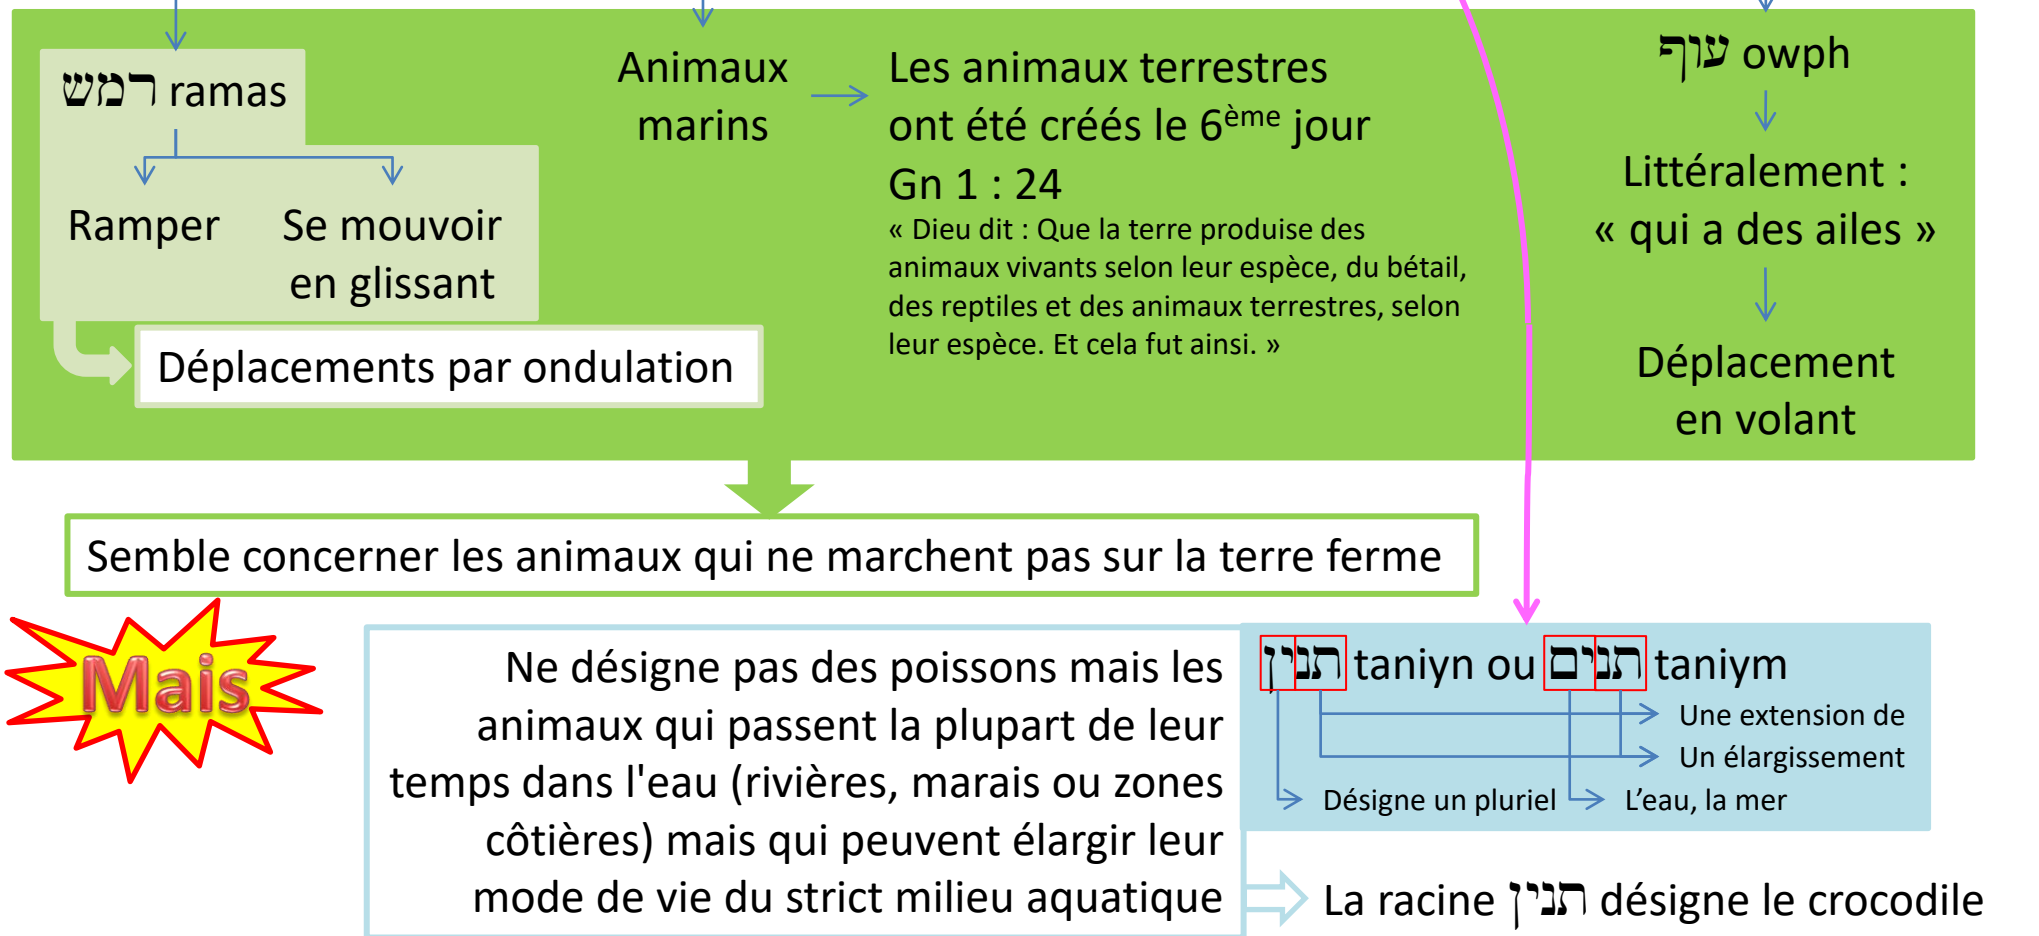 רמש ramas
Ramper
Se mouvoir
en glissant
Déplacements par ondulation
Animaux
marins
Les animaux terrestres
ont été créés le 6ème jour
Gn 1 : 24
« Dieu dit : Que la terre produise des
animaux vivants selon leur espèce, du bétail,
des reptiles et des animaux terrestres, selon
leur espèce. Et cela fut ainsi. »
עוף owph
Littéralement :
« qui a des ailes »
Déplacement
en volant
Semble concerner les animaux qui ne marchent pas sur la terre ferme
Mais
Ne désigne pas des poissons mais les
animaux qui passent la plupart de leur
temps dans l'eau (rivières, marais ou zones
côtières) mais qui peuvent élargir leur
mode de vie du strict milieu aquatique
תנין taniyn ou תנים taniym
Une extension de
Un élargissement
Désigne un pluriel
L’eau, la mer
La racine תנין désigne le crocodile